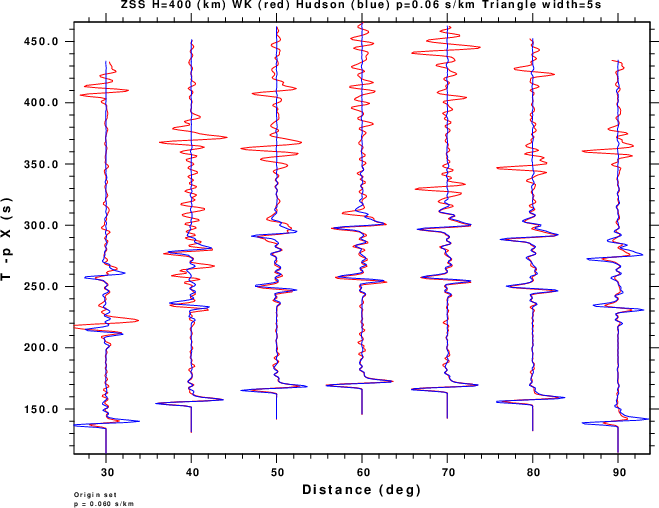 ZSS H=400 (km) WK (red) Hudson (blue) p=0.06 s/km Triangle width=5s
450.0
400.0
350.0
300.0
250.0
200.0
150.0
T -p X (s)
30 40 50 60 70 80 90
Distance (deg)
Origin set
p = 0.060 s/km